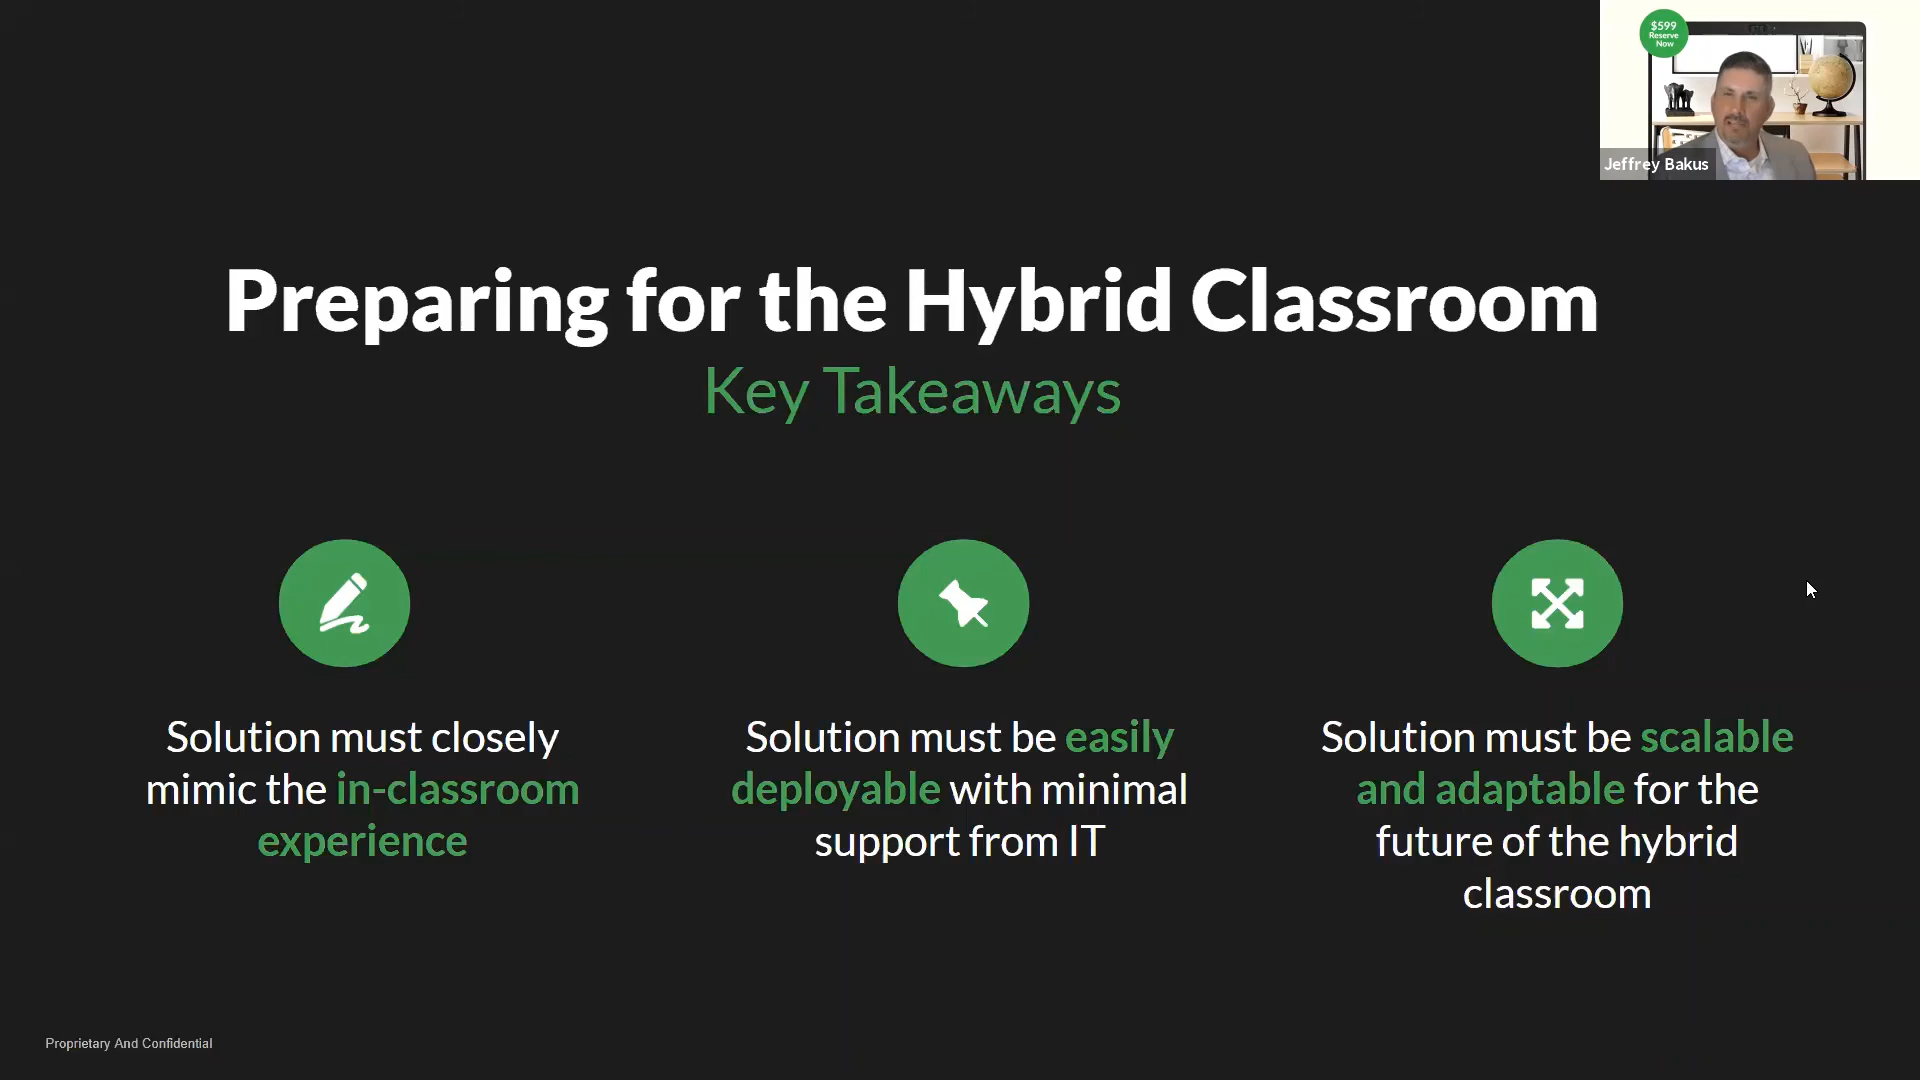 $599
Reserve
Now
Jeffrey Bakus
Preparing for the Hybrid Classroom
Key Takeaways
Solution must closely
mimic the in-classroom
experience
Solution must be easily
deployable with minimal
support from IT
Solution must be scalable
and adaptable for the
future of the hybrid
classroom
Proprietary And Confidential